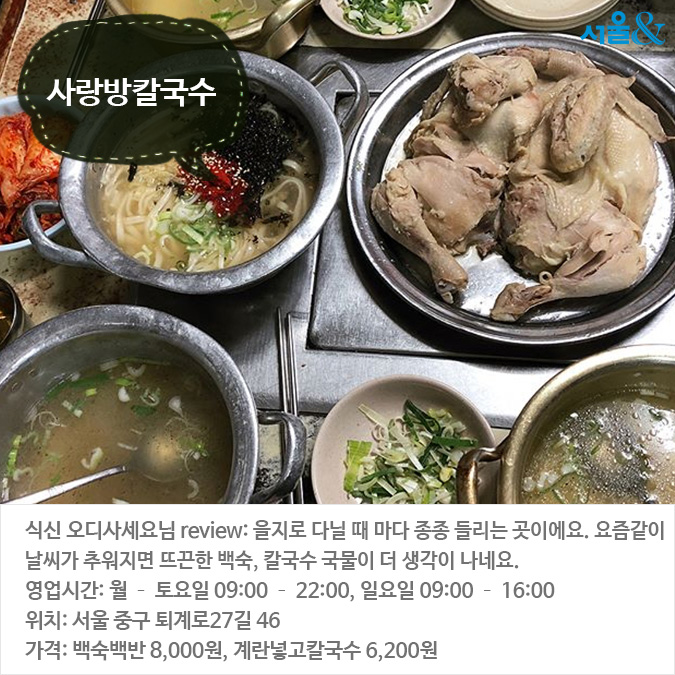 서울&
사랑방칼국수
식신 오디사세요님 review: 을지로 다닐 때 마다 종종 들리는 곳이에요. 요즘같이
날씨가 추워지면 뜨끈한 백숙, 칼국수 국물이 더 생각이 나네요.
영업시간: 월 - 토요일 09:00 - 22:00, 일요일 09:00 - 16:00
위치: 서울 중구 퇴계로27길 46
가격: 백숙백반 8,000원, 계란넣고칼국수 6,200원